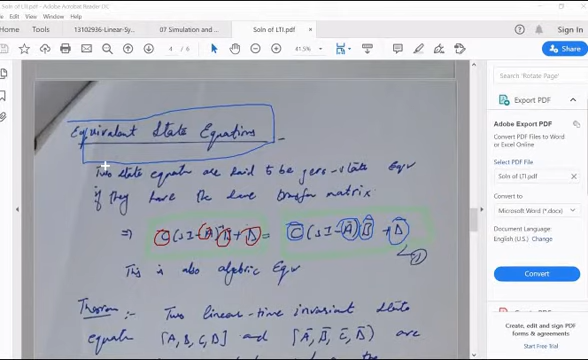 Soln of LTI.pdf - Adobe Acrobat Reader DC
Edit View Window Help
Home Tools
13102936-Linear-Sy...
07 Simulation and ...
Soln of LTI.pdf ×
Sign In
4 / 6
41.5%
Share
Equivalent State Equations
Two state equation are said to be zero-state Eqv
if they have the same transfer matrix.
⇒ C(sI-A)B+D = C̄(sI-Ā)B̄+D̄
①
This is also algebric Eqv
Theorem: Two linear-time invariant state
equatn [A,B,C,D] and [Ā,B̄,C̄,D̄) are
Search 'Rotate Page'
Export PDF
Adobe Export PDF
Convert PDF Files to Word
or Excel Online
Select PDF File
Soln of LTI.pdf
Convert to
Microsoft Word (*.docx)
Document Language:
English (U.S.) Change
Convert
Create, edit and sign PDF
forms & agreements
Start Free Trial